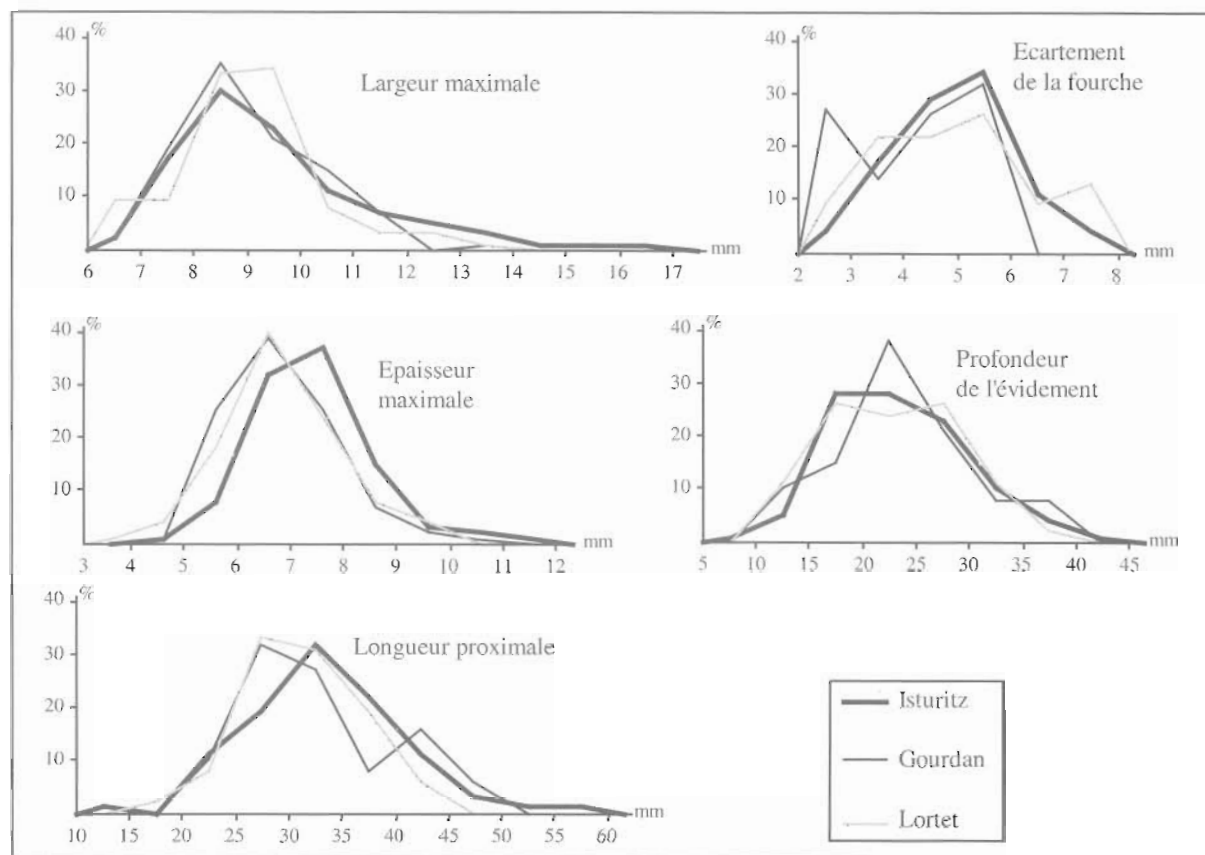 %
40
30
20
10
Largeur maximale
mm
6 7 8 9 10 11 12 13 14 15 16 17
%
40
30
20
10
Ecartement
de la fourche
mm
2 3 4 5 6 7 8
%
40
30
20
10
Epaisseur
maximale
mm
3 4 5 6 7 8 9 10 11 12
%
40
30
20
10
Profondeur
de l'évidement
mm
5 10 15 20 25 30 35 40 45
%
40
30
20
10
Longueur proximale
mm
10 15 20 25 30 35 40 45 50 55 60
Isturitz
Gourdan
Lortet